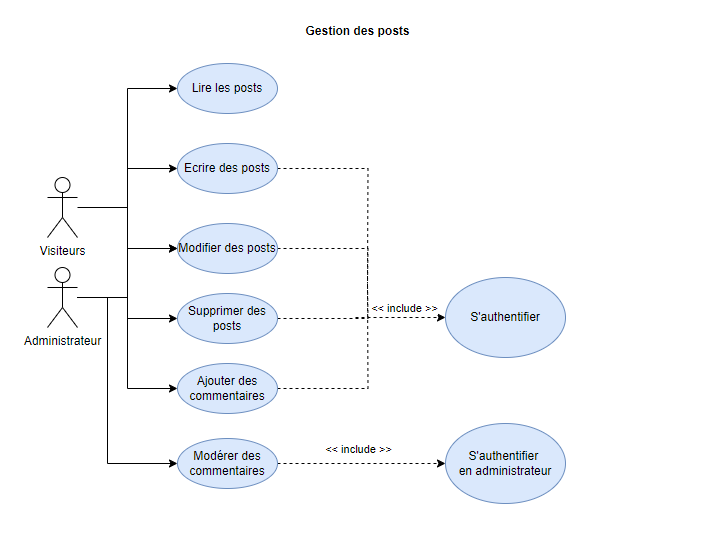 Gestion des posts
Lire les posts
Ecrire des posts
Visiteurs
Modifier des posts
Administrateur
Supprimer des
posts
<< include >>
S'authentifier
Ajouter des
commentaires
Modérer des
commentaires
<< include >>
S'authentifier
en administrateur